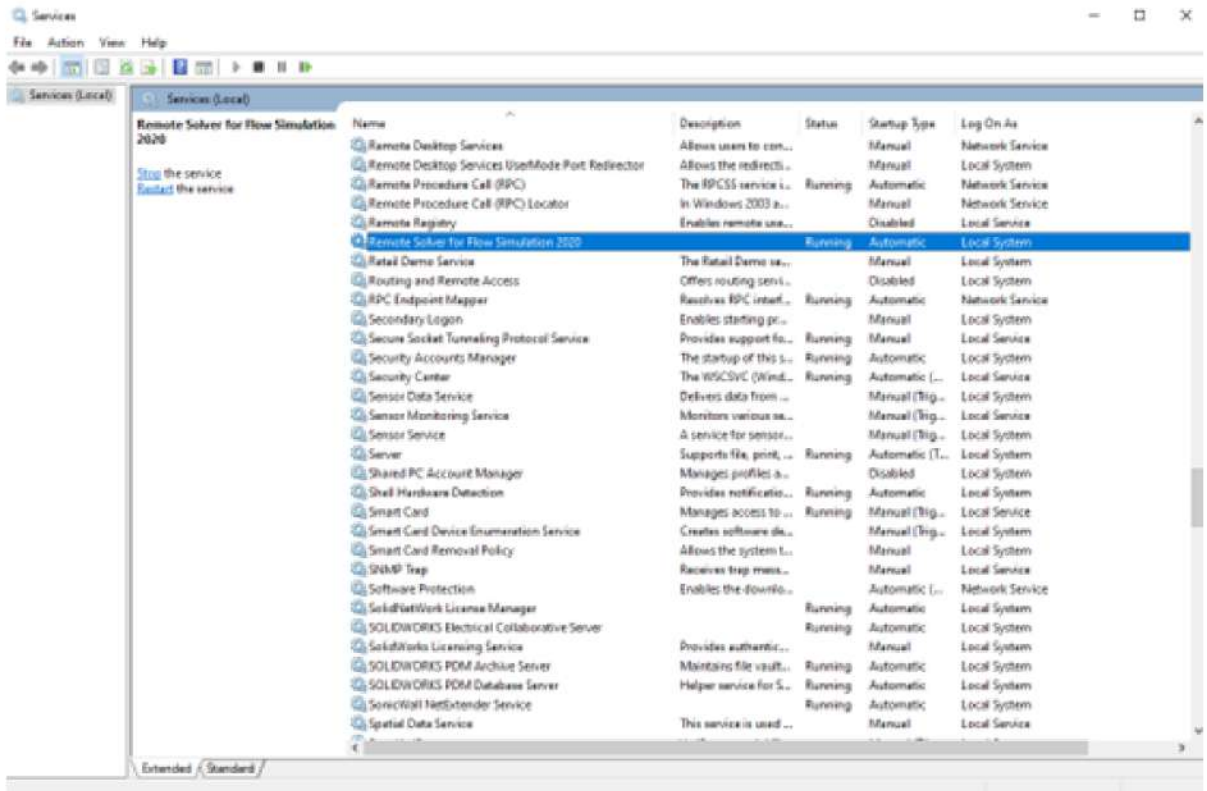 Services
File Action View Help
Services (Local)
Services (Local)
Remote Solver for Flow Simulation 2020
Stop the service
Restart the service
Name Description Status Startup Type Log On As
Remote Desktop Services Allows users to con... Manual Network Service
Remote Desktop Services UserMode Port Redirector Allows the redirecti... Manual Local System
Remote Procedure Call (RPC) The RPCSS service i... Running Automatic Network Service
Remote Procedure Call (RPC) Locator In Windows 2003 a... Manual Network Service
Remote Registry Enables remote use... Disabled Local Service
Remote Solver for Flow Simulation 2020 Running Automatic Local System
Retail Demo Service The Retail Demo se... Manual Local System
Routing and Remote Access Offers routing servi... Disabled Local System
RPC Endpoint Mapper Resolves RPC interf... Running Automatic Network Service
Secondary Logon Enables starting pr... Manual Local System
Secure Socket Tunneling Protocol Service Provides support fo... Running Manual Local Service
Security Accounts Manager The startup of this s... Running Automatic Local System
Security Center The WSCSVC (Wind... Running Automatic (... Local Service
Sensor Data Service Delivers data from ... Manual (Trig... Local System
Sensor Monitoring Service Monitors various se... Manual (Trig... Local Service
Sensor Service A service for sensor... Manual (Trig... Local System
Server Supports file, print, ... Running Automatic (T... Local System
Shared PC Account Manager Manages profiles a... Disabled Local System
Shell Hardware Detection Provides notificatio... Running Automatic Local System
Smart Card Manages access to ... Running Manual (Trig... Local Service
Smart Card Device Enumeration Service Creates software de... Manual (Trig... Local System
Smart Card Removal Policy Allows the system t... Manual Local System
SNMP Trap Receives trap mess... Manual Local Service
Software Protection Enables the downlo... Automatic (... Network Service
SolidNetWork License Manager Running Automatic Local System
SOLIDWORKS Electrical Collaborative Server Running Automatic Local System
SolidWorks Licensing Service Provides authentic... Manual Local System
SOLIDWORKS PDM Archive Server Maintains file vault... Running Automatic Local System
SOLIDWORKS PDM Database Server Helper service for S... Running Automatic Local System
SonicWall NetExtender Service Running Automatic Local System
Spatial Data Service This service is used ... Manual Local Service
Extended Standard